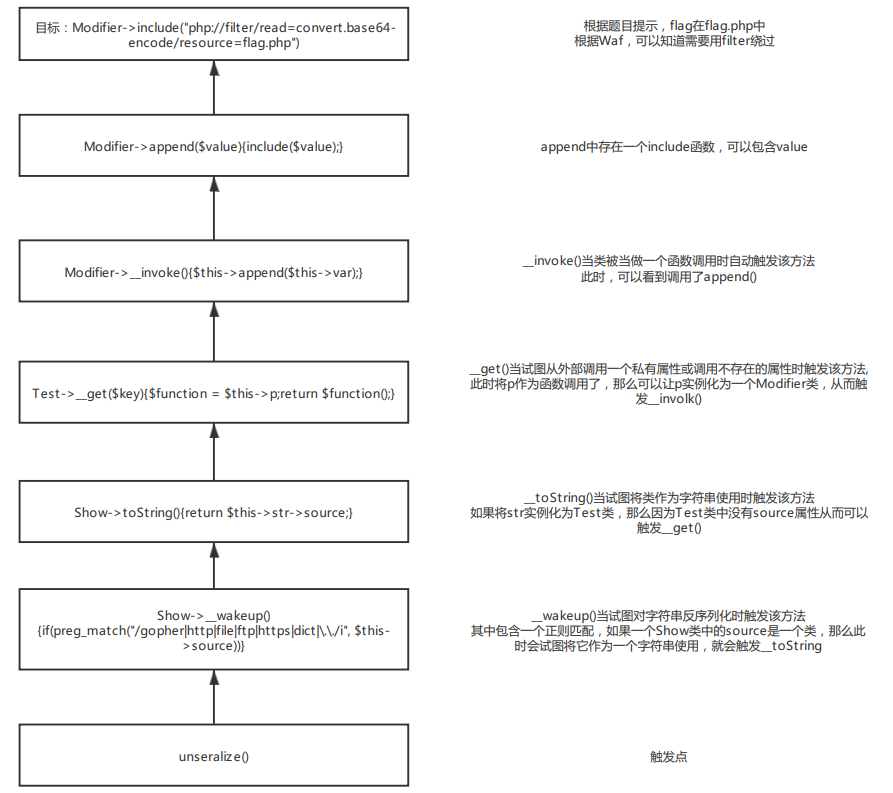 目标：Modifier->include("php://filter/read=convert.base64-
encode/resource=flag.php")
根据题目提示，flag在flag.php中
根据Waf，可以知道需要用filter绕过
Modifier->append($value){include($value);}
append中存在一个include函数，可以包含value
Modifier->__invoke(){$this->append($this->var);}
__invoke()当类被当做一个函数调用时自动触发该方法
此时，可以看到调用了append()
Test->__get($key){$function = $this->p;return $function();}
__get()当试图从外部调用一个私有属性或调用不存在的属性时触发该方法,
此时将p作为函数调用了，那么可以让p实例化为一个Modifier类，从而触
发__involk()
Show->toString(){return $this->str->source;}
__toString()当试图将类作为字符串使用时触发该方法
如果将str实例化为Test类，那么因为Test类中没有source属性从而可以
触发__get()
Show->__wakeup()
{if(preg_match("/gopher|http|file|ftp|https|dict|\.\./i", $this-
>source))}
__wakeup()当试图对字符串反序列化时触发该方法
其中包含一个正则匹配，如果一个Show类中的source是一个类，那么此
时会试图将它作为一个字符串使用，就会触发__toString
unseralize()
触发点